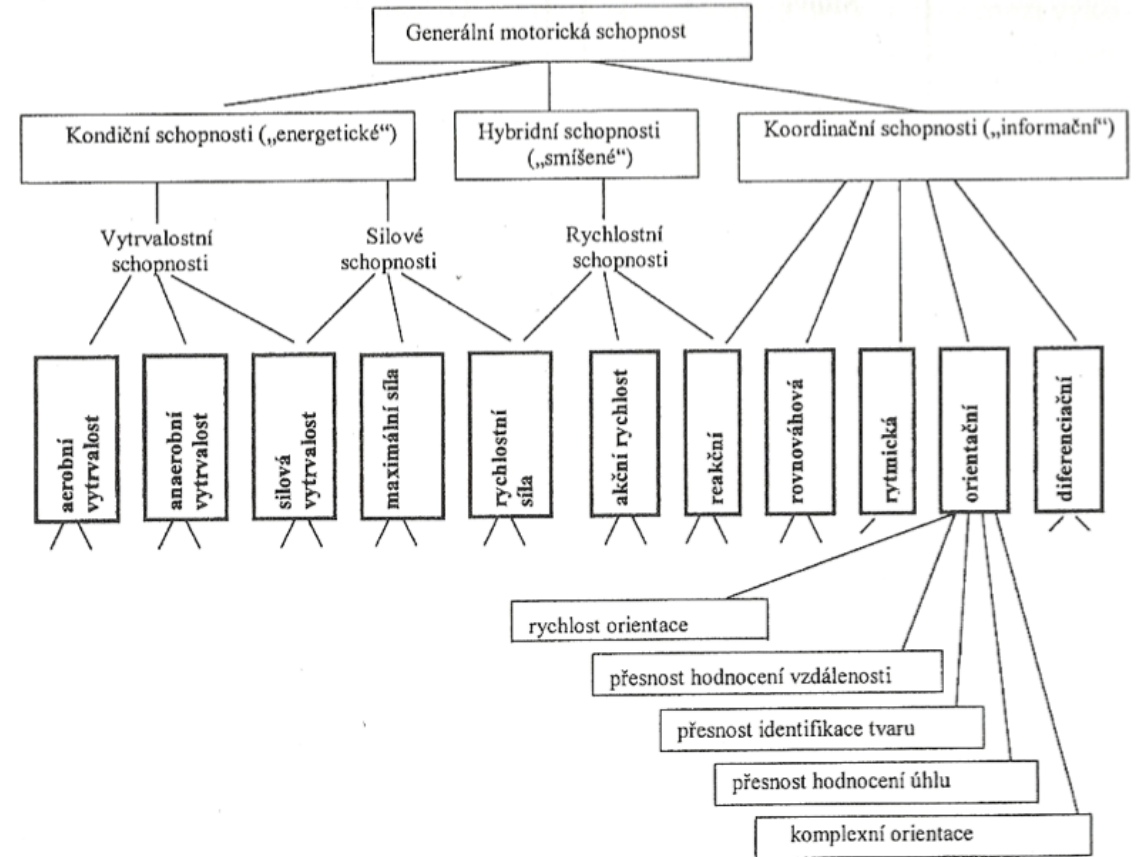 Generální motorická schopnost
Kondiční schopnosti („energetické“)
Hybridní schopnosti
(„smíšené“)
Koordinační schopnosti („informační“)
Vytrvalostní
schopnosti
Silové
schopnosti
Rychlostní
schopnosti
aerobní
vytrvalost
anaerobní
vytrvalost
silová
vytrvalost
maximální síla
rychlostní
síla
akční rychlost
reakční
rovnováhová
rytmická
orientační
diferenciační
rychlost orientace
přesnost hodnocení vzdálenosti
přesnost identifikace tvaru
přesnost hodnocení úhlu
komplexní orientace